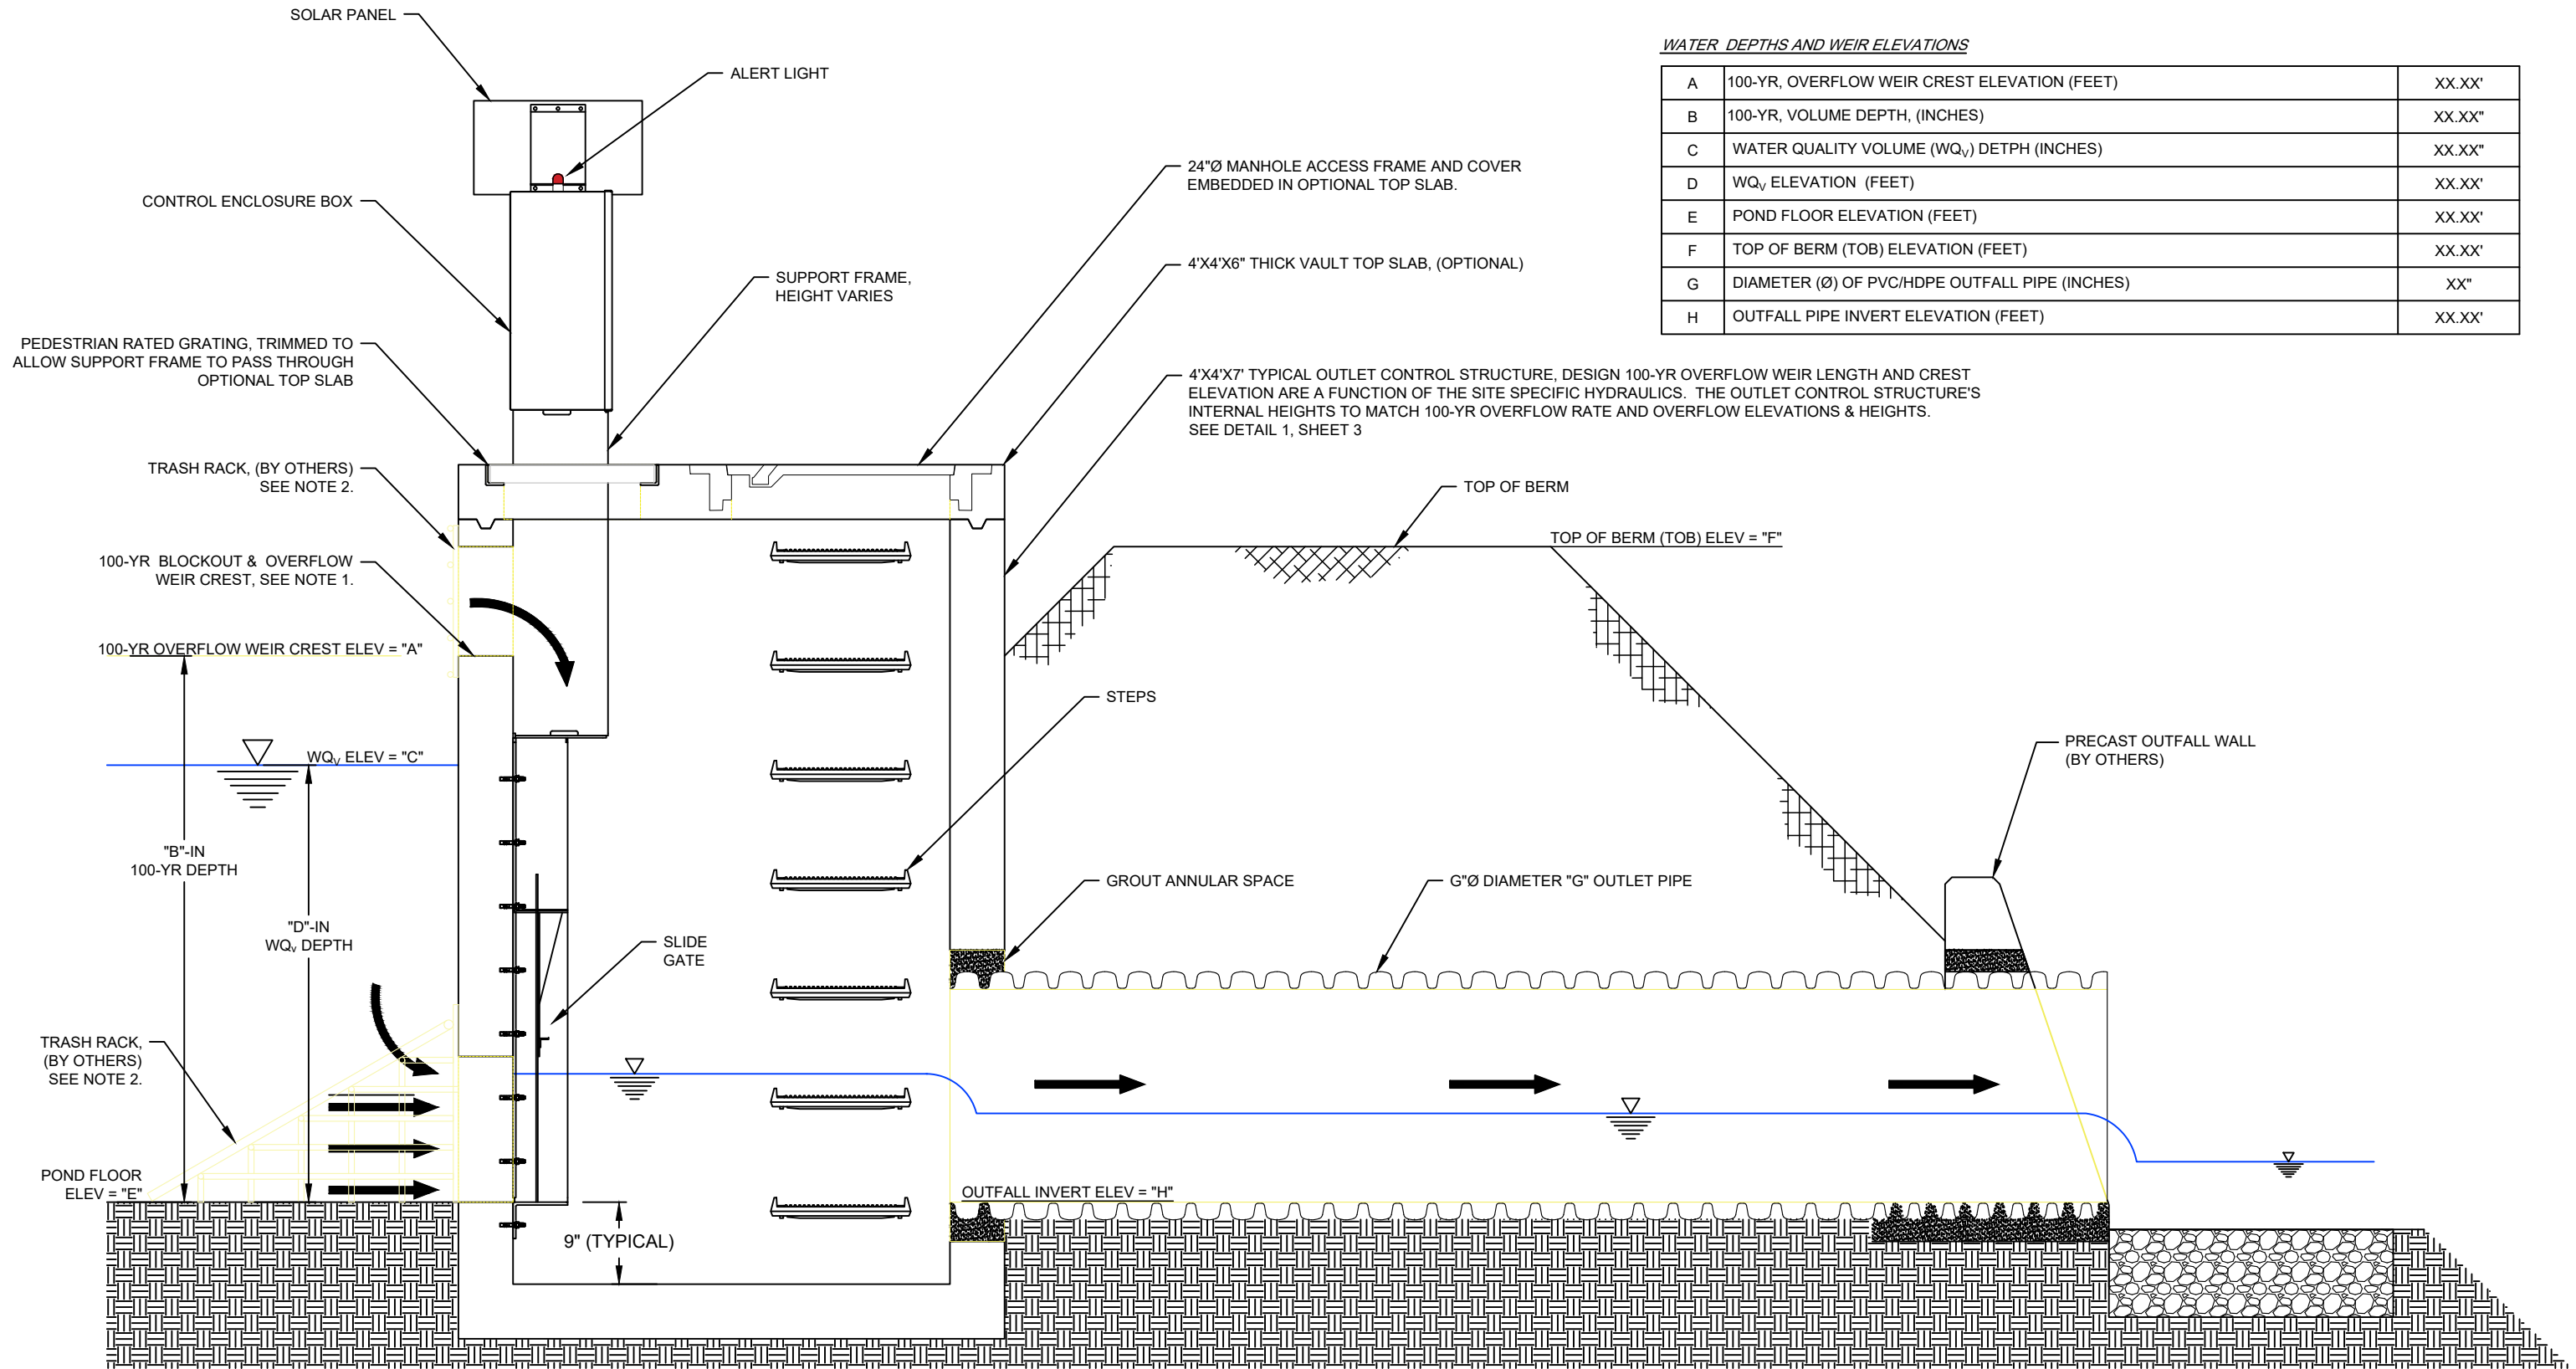 SOLAR PANEL
ALERT LIGHT
CONTROL ENCLOSURE BOX
SUPPORT FRAME,
HEIGHT VARIES
PEDESTRIAN RATED GRATING, TRIMMED TO
ALLOW SUPPORT FRAME TO PASS THROUGH
OPTIONAL TOP SLAB
TRASH RACK, (BY OTHERS)
SEE NOTE 2.
100-YR BLOCKOUT & OVERFLOW
WEIR CREST, SEE NOTE 1.
100-YR OVERFLOW WEIR CREST ELEV = "A"
WQV ELEV = "C"
"B"-IN
100-YR DEPTH
"D"-IN
WQV DEPTH
TRASH RACK,
(BY OTHERS)
SEE NOTE 2.
POND FLOOR
ELEV = "E"
9" (TYPICAL)
SLIDE
GATE
24"Ø MANHOLE ACCESS FRAME AND COVER
EMBEDDED IN OPTIONAL TOP SLAB.
4'X4'X6" THICK VAULT TOP SLAB, (OPTIONAL)
4'X4'X7' TYPICAL OUTLET CONTROL STRUCTURE, DESIGN 100-YR OVERFLOW WEIR LENGTH AND CREST
ELEVATION ARE A FUNCTION OF THE SITE SPECIFIC HYDRAULICS. THE OUTLET CONTROL STRUCTURE'S
INTERNAL HEIGHTS TO MATCH 100-YR OVERFLOW RATE AND OVERFLOW ELEVATIONS & HEIGHTS.
SEE DETAIL 1, SHEET 3
TOP OF BERM
TOP OF BERM (TOB) ELEV = "F"
STEPS
PRECAST OUTFALL WALL
(BY OTHERS)
GROUT ANNULAR SPACE
G"Ø DIAMETER "G" OUTLET PIPE
OUTFALL INVERT ELEV = "H"
WATER DEPTHS AND WEIR ELEVATIONS
A 100-YR, OVERFLOW WEIR CREST ELEVATION (FEET) XX.XX'
B 100-YR, VOLUME DEPTH, (INCHES) XX.XX"
C WATER QUALITY VOLUME (WQV) DETPH (INCHES) XX.XX"
D WQV ELEVATION (FEET) XX.XX'
E POND FLOOR ELEVATION (FEET) XX.XX'
F TOP OF BERM (TOB) ELEVATION (FEET) XX.XX'
G DIAMETER (Ø) OF PVC/HDPE OUTFALL PIPE (INCHES) XX"
H OUTFALL PIPE INVERT ELEVATION (FEET) XX.XX'